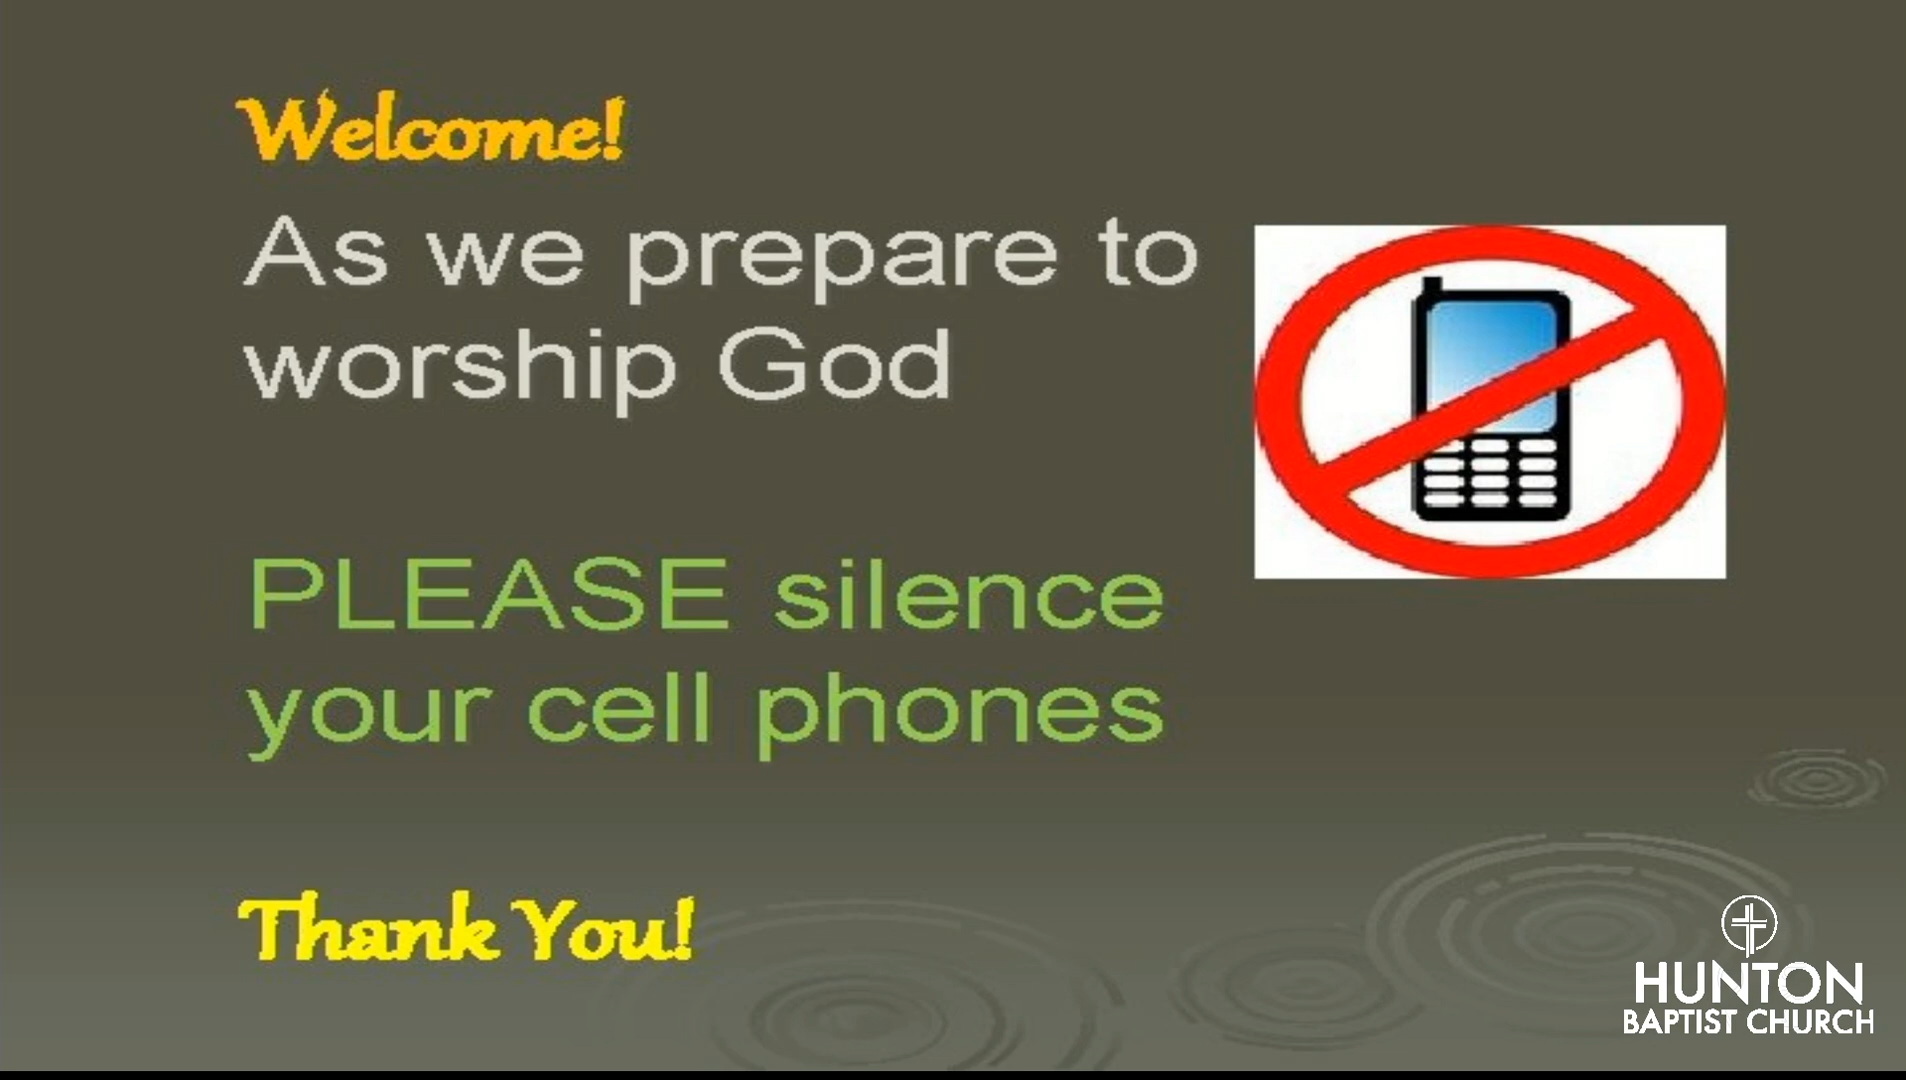 Welcome!
As we prepare to
worship God
PLEASE silence
your cell phones
Thank You!
HUNTON
BAPTIST CHURCH